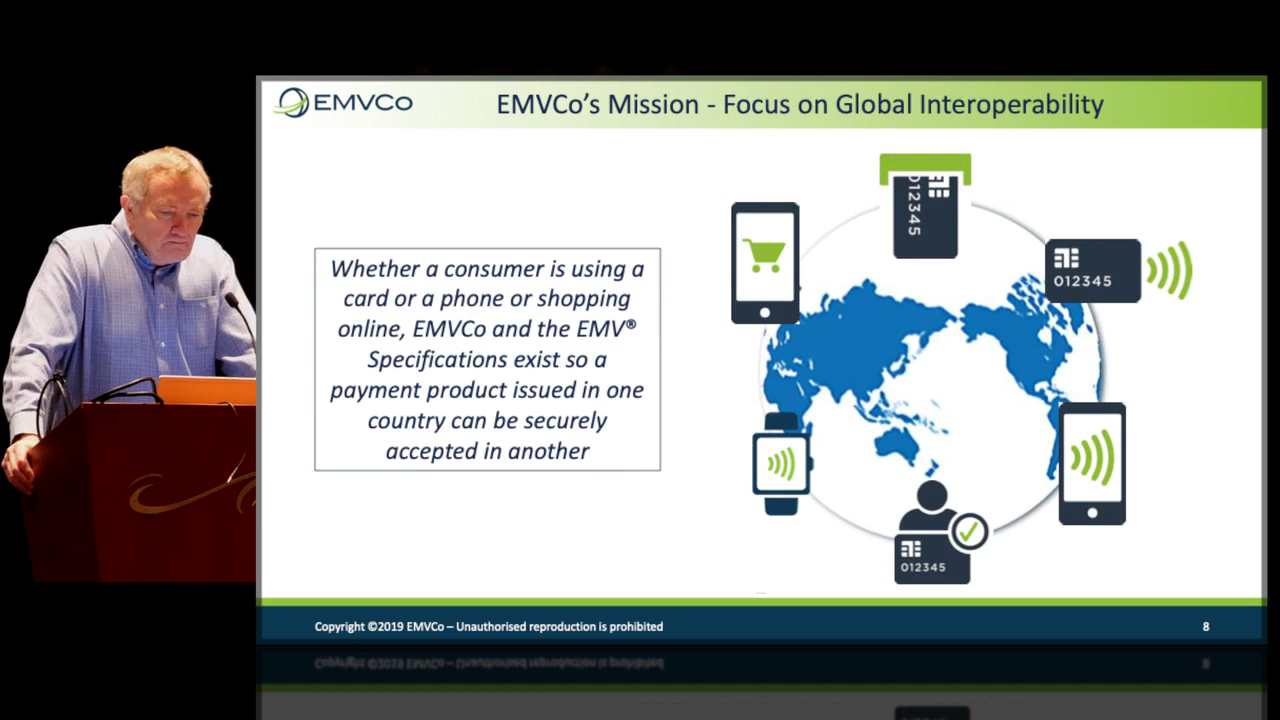 EMVCo
EMVCo's Mission - Focus on Global Interoperability
Whether a consumer is using a
card or a phone or shopping
online, EMVCo and the EMV®
Specifications exist so a
payment product issued in one
country can be securely
accepted in another
012345
012345
012345
Copyright ©2019 EMVCo – Unauthorised reproduction is prohibited
8